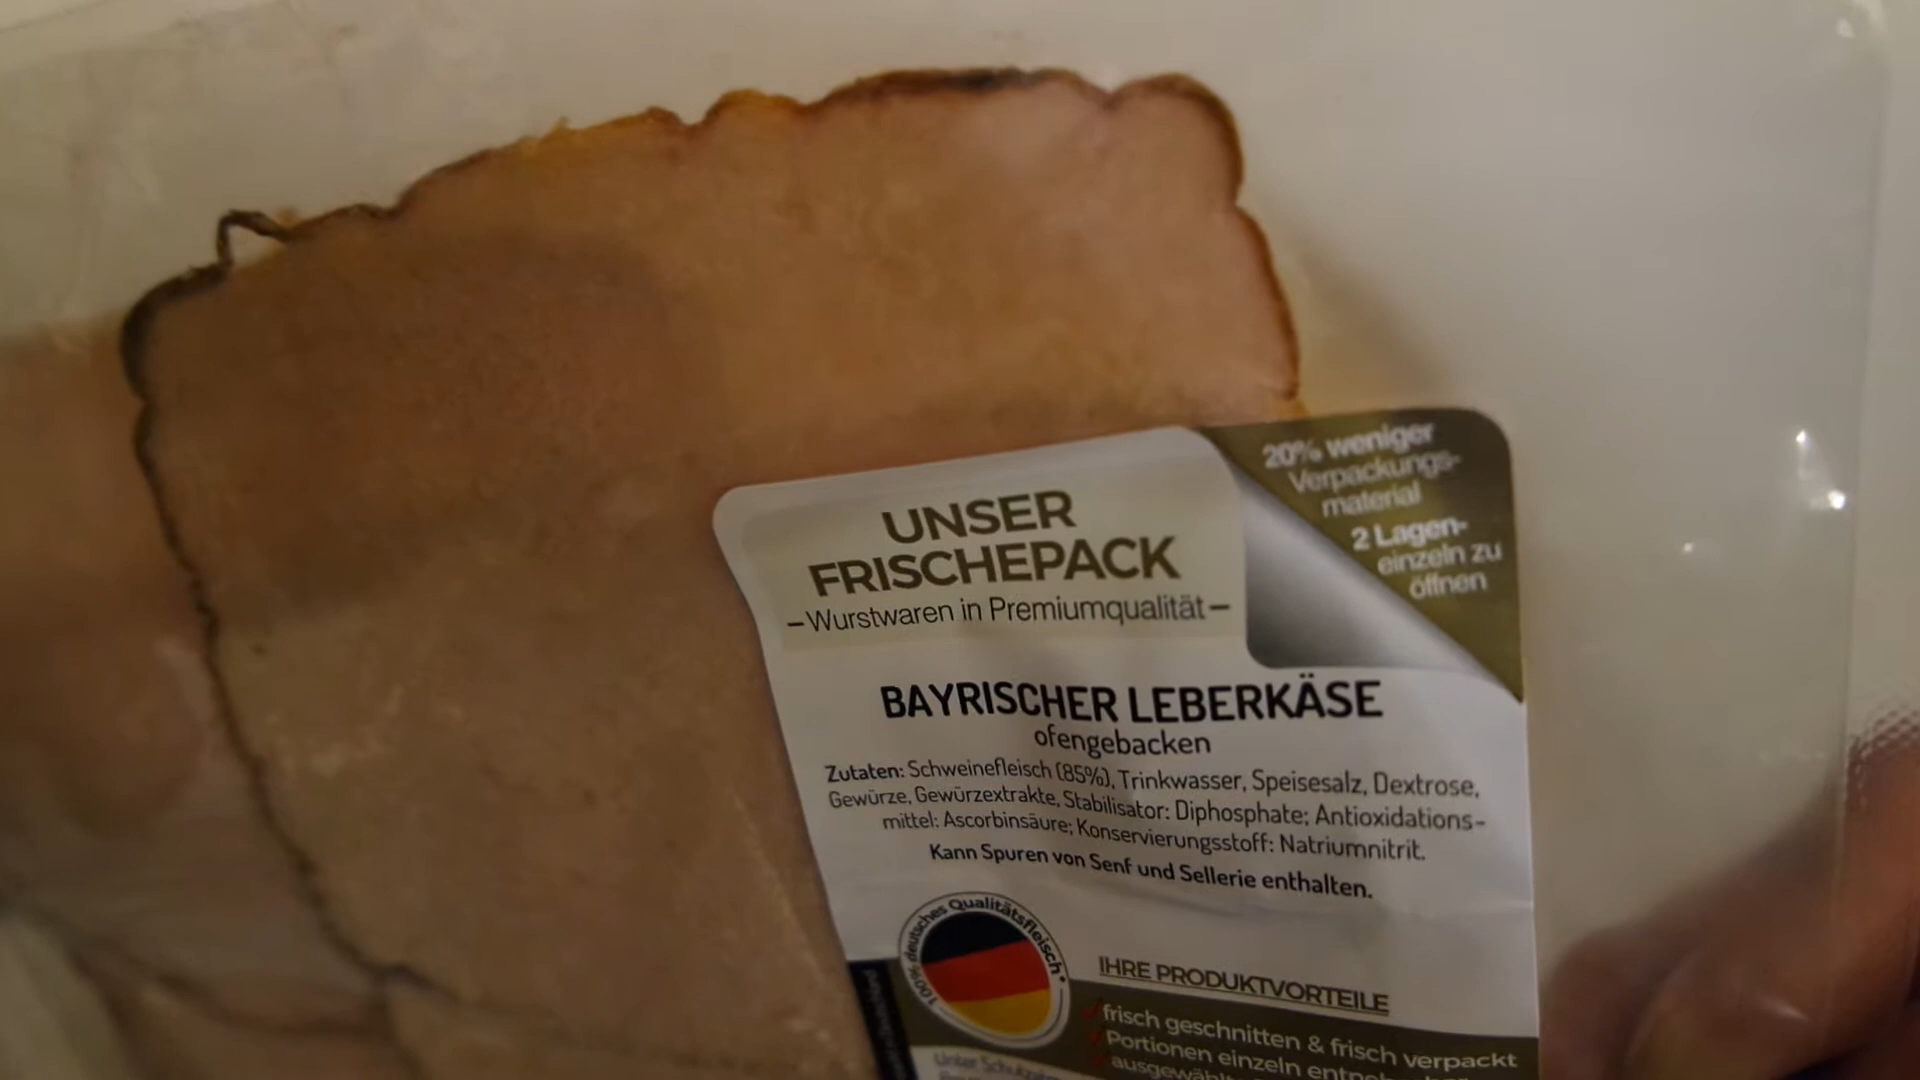 20% weniger
Verpackungs-
material
2 Lagen-
einzeln zu
öffnen
UNSER
FRISCHEPACK
–Wurstwaren in Premiumqualität–
BAYRISCHER LEBERKÄSE
ofengebacken
Zutaten: Schweinefleisch (85%), Trinkwasser, Speisesalz, Dextrose,
Gewürze, Gewürzextrakte, Stabilisator: Diphosphate; Antioxidations-
mittel: Ascorbinsäure; Konservierungsstoff: Natriumnitrit.
Kann Spuren von Senf und Sellerie enthalten.
100% deutsches Qualitätsfleisch
IHRE PRODUKTVORTEILE
frisch geschnitten & frisch verpackt
Portionen einzeln